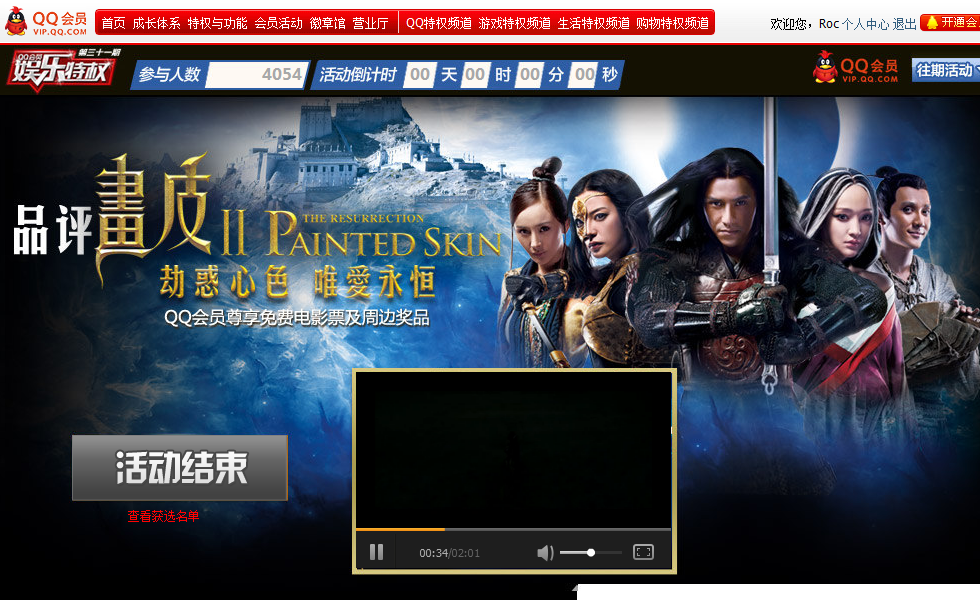 QQ会员
VIP.QQ.COM
首页 成长体系 特权与功能 会员活动 徽章馆 营业厅 QQ特权频道 游戏特权频道 生活特权频道 购物特权频道
欢迎您，Roc 个人中心 退出 开通会
QQ会员 第三十一期
娱乐特权
参与人数 4054 活动倒计时 00 天 00 时 00 分 00 秒
QQ会员
VIP.QQ.COM
往期活动
品评畫皮II
THE RESURRECTION
PAINTED SKIN
劫惑心色 唯愛永恒
QQ会员尊享免费电影票及周边奖品
活动结束
查看获选名单
00:34/02:01